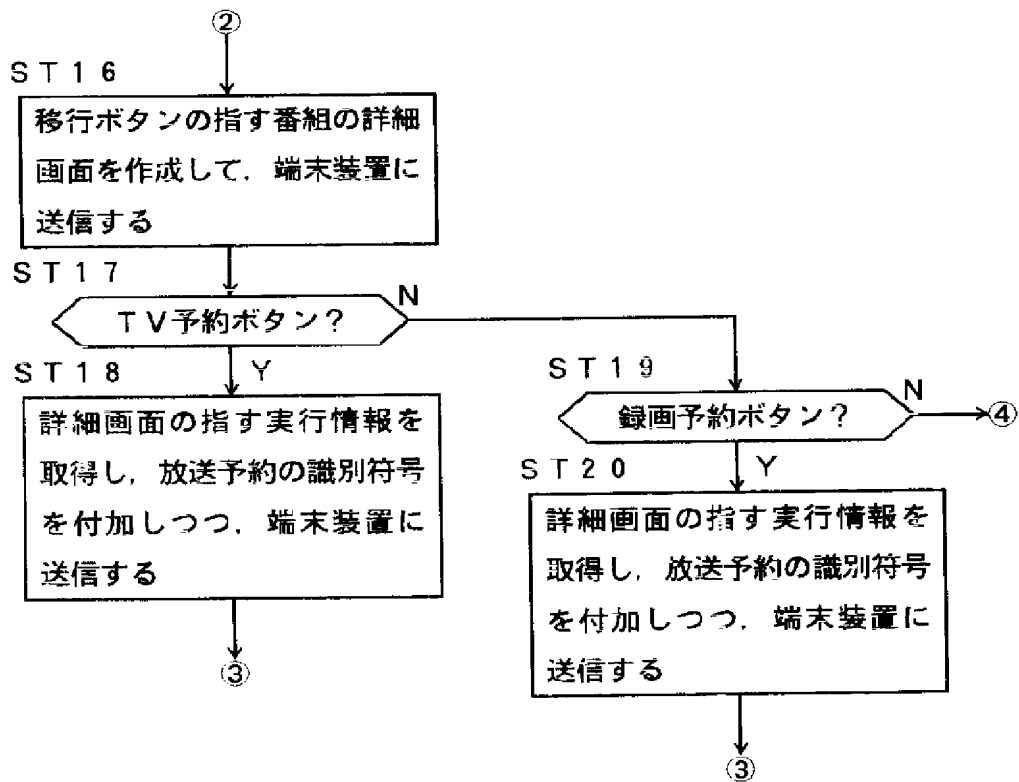 ②
ST16
移行ボタンの指す番組の詳細
画面を作成して，端末装置に
送信する
ST17
TV予約ボタン？
N
Y
ST18
詳細画面の指す実行情報を
取得し，放送予約の識別符号
を付加しつつ，端末装置に
送信する
③
ST19
録画予約ボタン？
N
④
Y
ST20
詳細画面の指す実行情報を
取得し，放送予約の識別符号
を付加しつつ，端末装置に
送信する
③